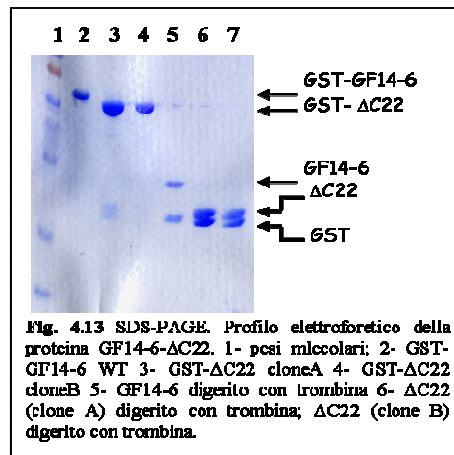 1 2 3 4 5 6 7
GST-GF14-6
GST- ΔC22
GF14-6
ΔC22
GST
Fig. 4.13 SDS-PAGE. Profilo elettroforetico della
proteina GF14-6-ΔC22. 1- pesi mlecolari; 2- GST-
GF14-6 WT 3- GST-ΔC22 cloneA 4- GST-ΔC22
cloneB 5- GF14-6 digerito con trombina 6- ΔC22
(clone A) digerito con trombina; ΔC22 (clone B)
digerito con trombina.